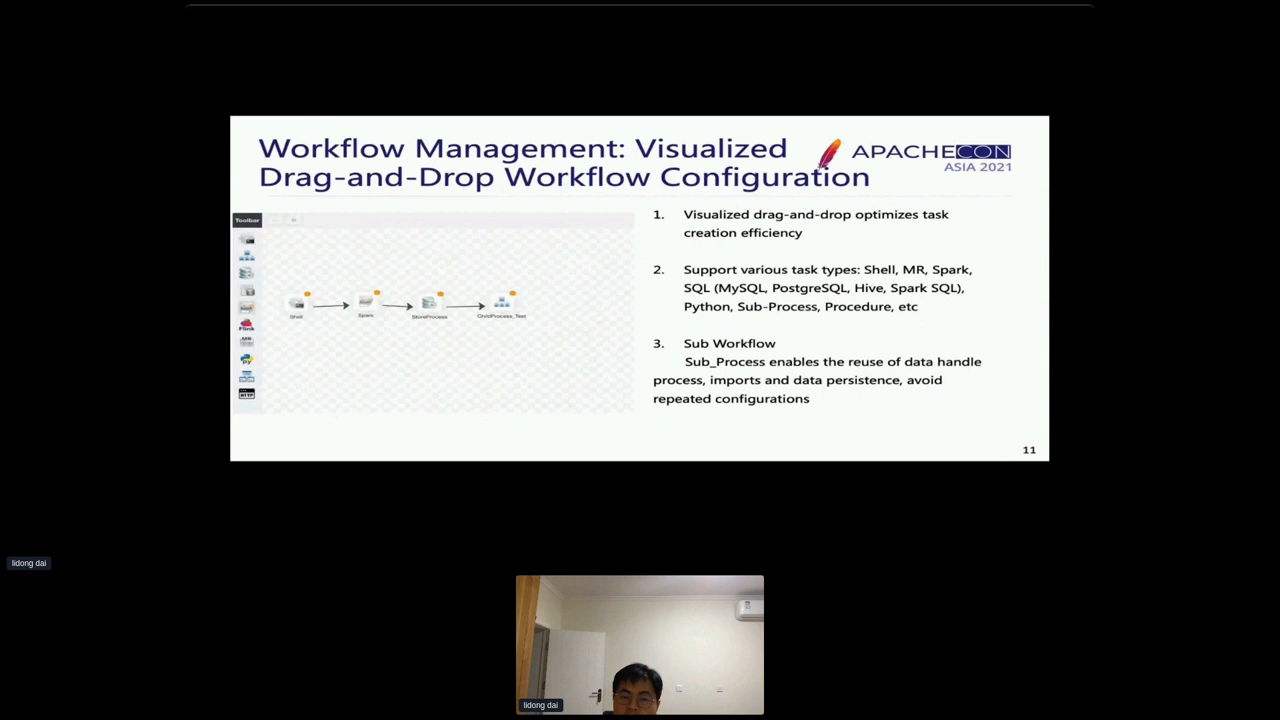 Workflow Management: Visualized
Drag-and-Drop Workflow Configuration
APACHECON
ASIA 2021
Toolbar
Shell
Spark
StoreProcess
ChildProcess_Test
Flink
py
HTTP
1. Visualized drag-and-drop optimizes task
creation efficiency
2. Support various task types: Shell, MR, Spark,
SQL (MySQL, PostgreSQL, Hive, Spark SQL),
Python, Sub-Process, Procedure, etc
3. Sub Workflow
Sub_Process enables the reuse of data handle
process, imports and data persistence, avoid
repeated configurations
11
lidong dai
lidong dai